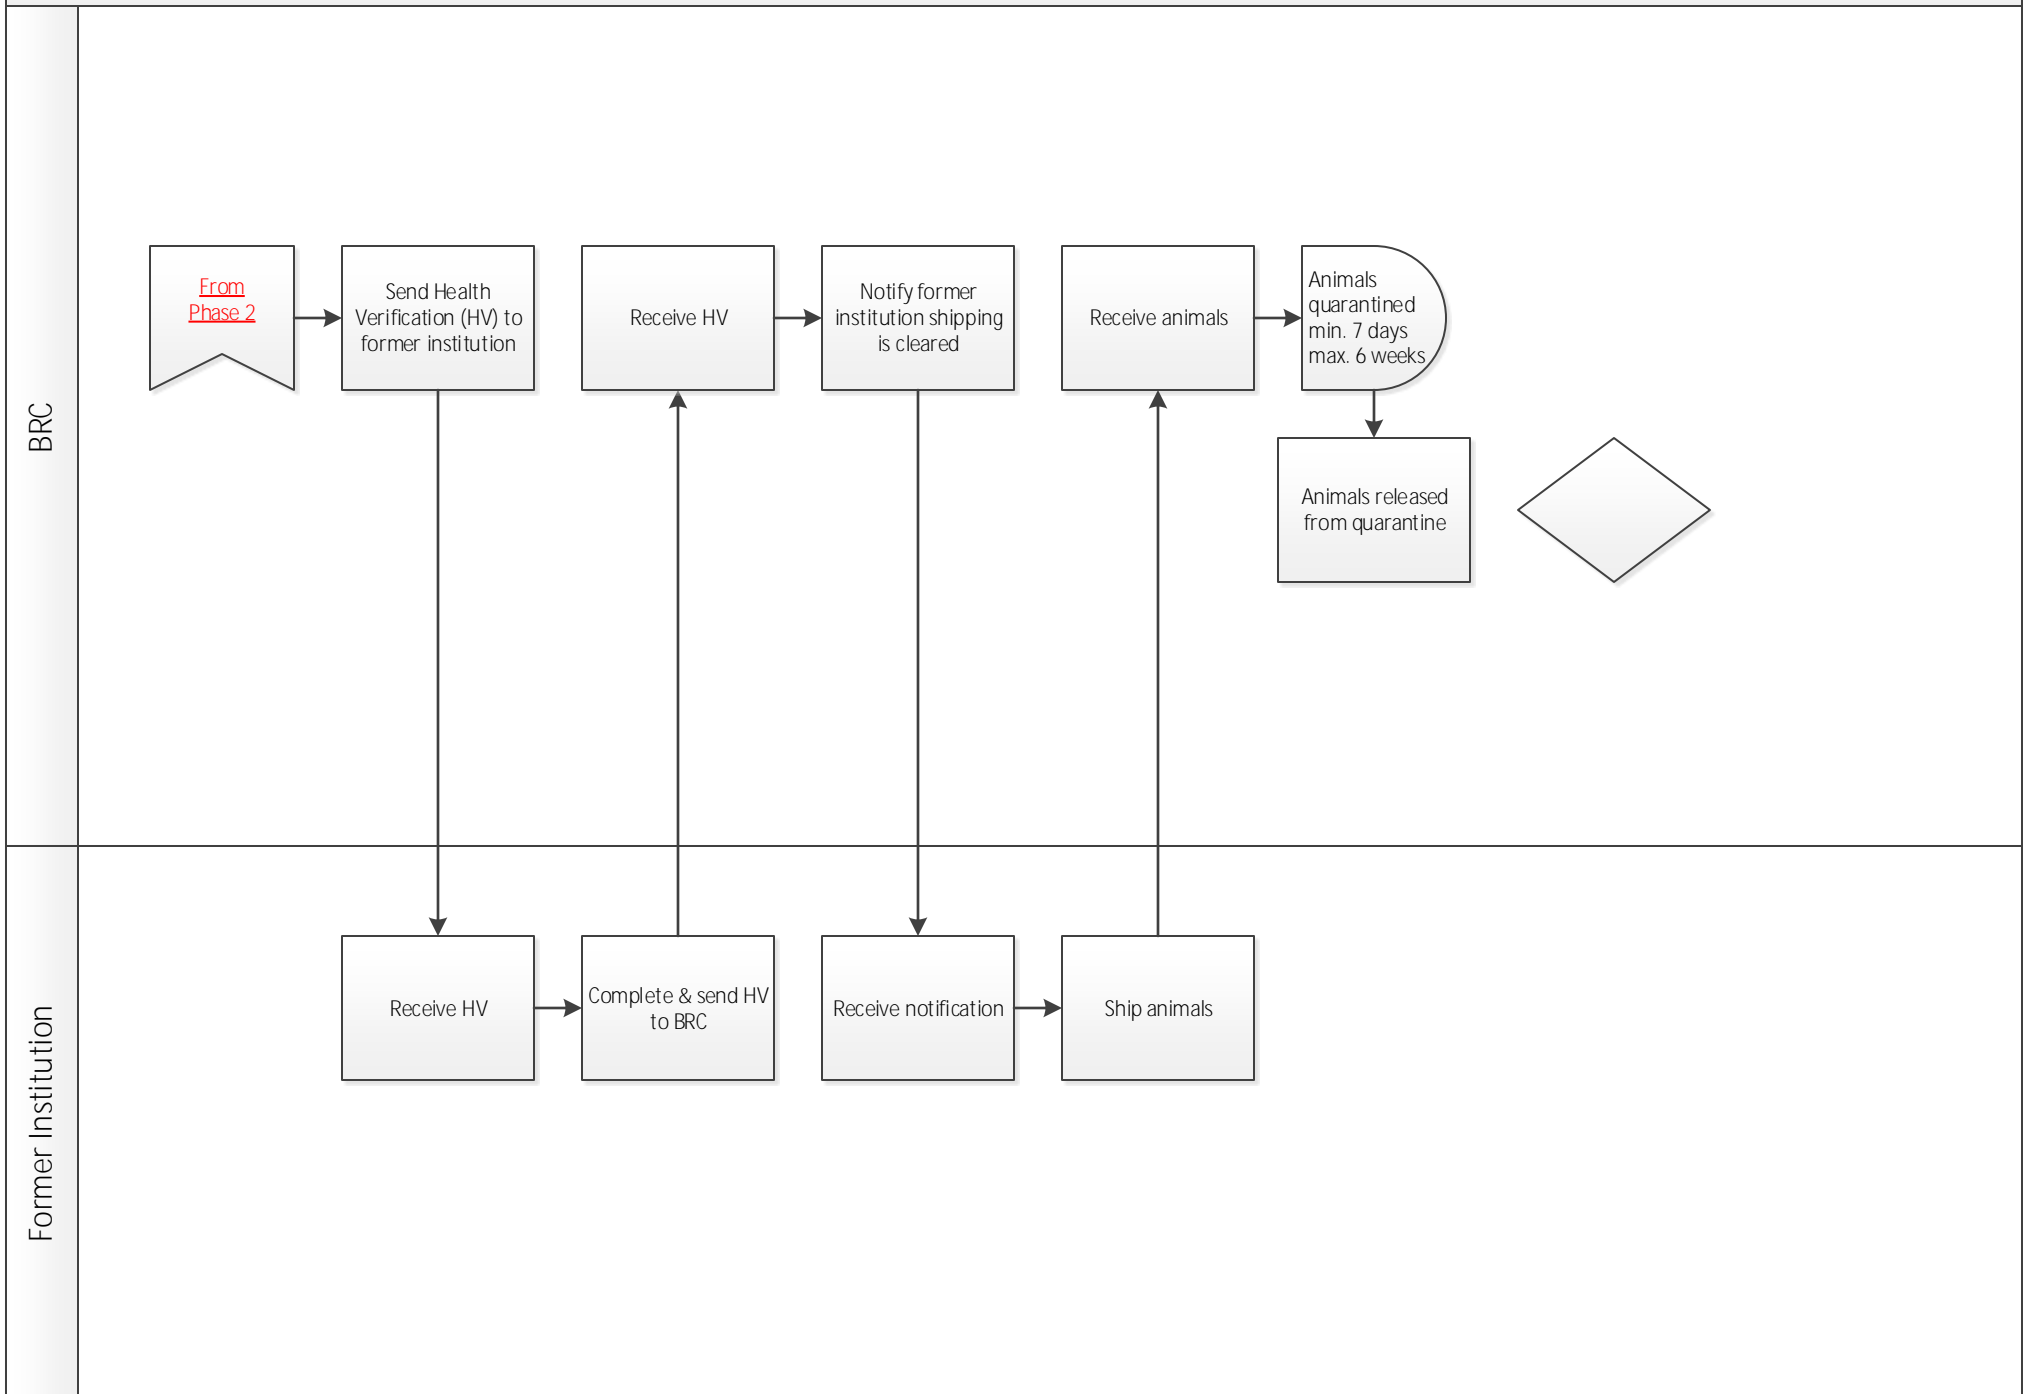 BRC
From
Phase 2
Send Health
Verification (HV) to
former institution
Receive HV
Notify former
institution shipping
is cleared
Receive animals
Animals
quarantined
min. 7 days
max. 6 weeks
Animals released
from quarantine
Former Institution
Receive HV
Complete & send HV
to BRC
Receive notification
Ship animals